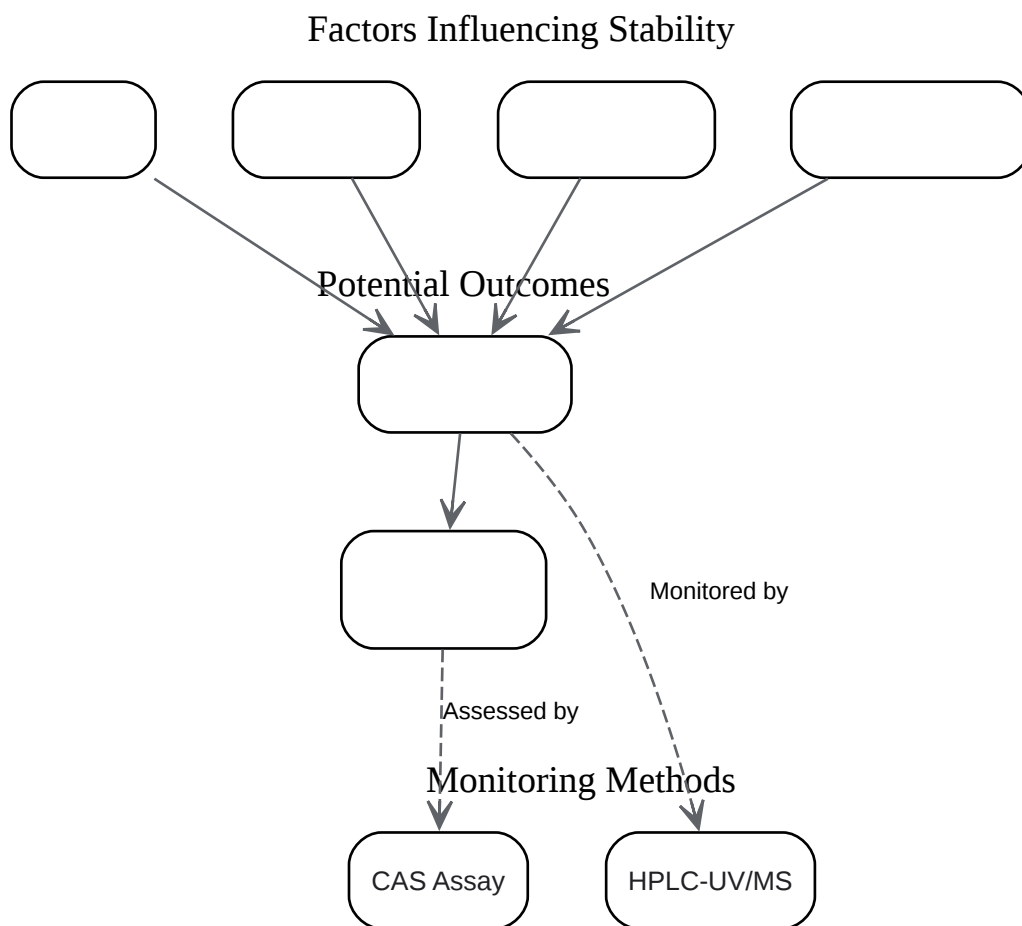 Factors Influencing Stability
Potential Outcomes
Monitored by
Assessed by
Monitoring Methods
CAS Assay
HPLC-UV/MS